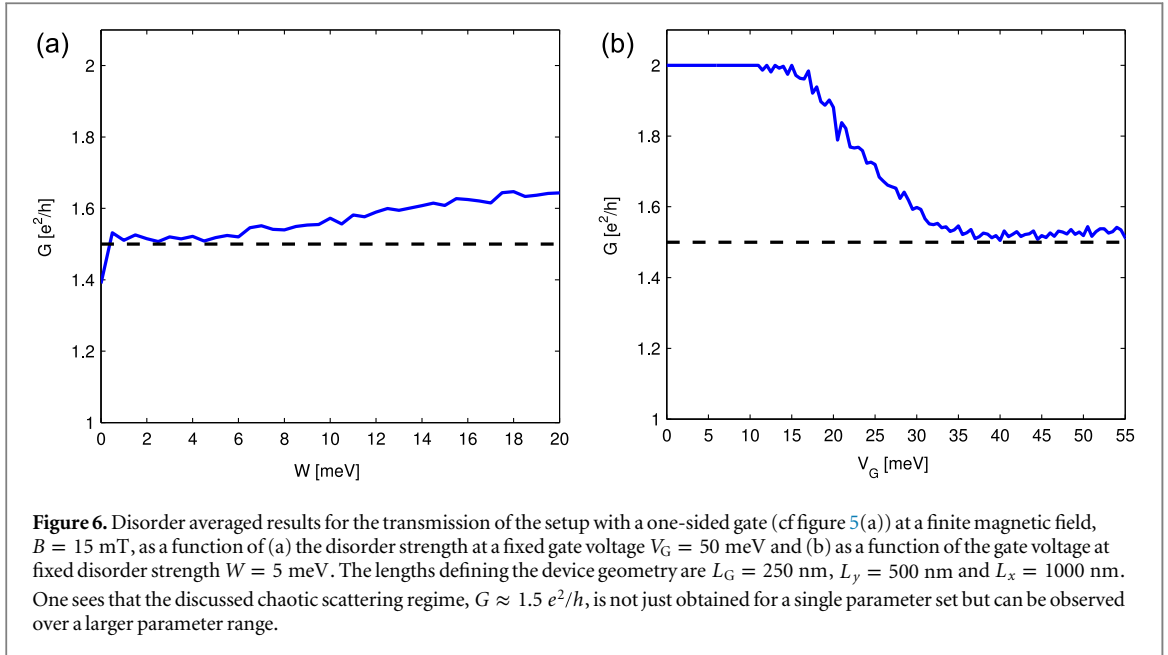 (a)
2
1.8
1.6
1.4
1.2
1
G [e²/h]
0 2 4 6 8 10 12 14 16 18 20
W [meV]
(b)
2
1.8
1.6
1.4
1.2
1
G [e²/h]
0 5 10 15 20 25 30 35 40 45 50 55
V_G [meV]
Figure 6. Disorder averaged results for the transmission of the setup with a one-sided gate (cf figure 5(a)) at a finite magnetic field,
B = 15 mT, as a function of (a) the disorder strength at a fixed gate voltage V_G = 50 meV and (b) as a function of the gate voltage at
fixed disorder strength W = 5 meV. The lengths defining the device geometry are L_G = 250 nm, L_y = 500 nm and L_x = 1000 nm.
One sees that the discussed chaotic scattering regime, G ≈ 1.5 e²/h, is not just obtained for a single parameter set but can be observed
over a larger parameter range.